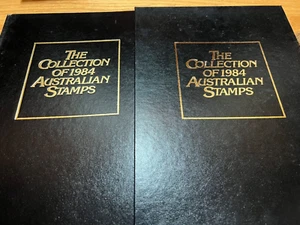 THE
COLLECTION
OF 1984
AUSTRALIAN
STAMPS
THE
COLLECTION
OF 1984
AUSTRALIAN
STAMPS